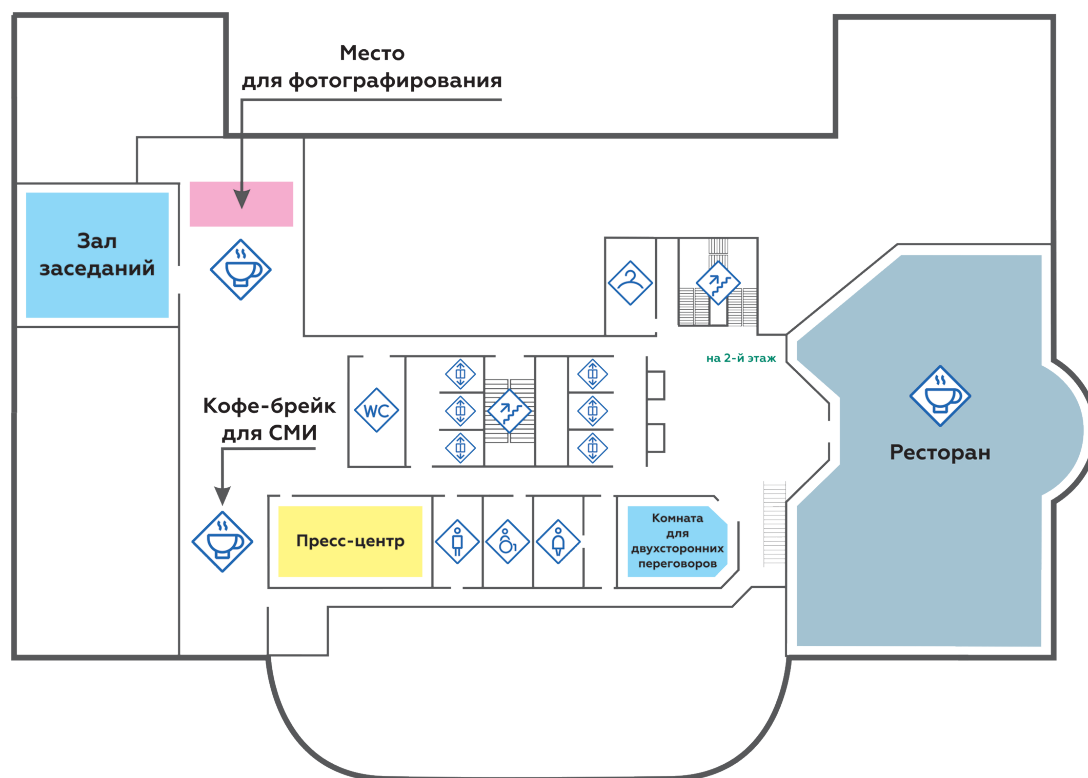 Место
для фотографирования
Зал
заседаний
на 2-й этаж
WC
Кофе-брейк
для СМИ
Ресторан
Пресс-центр
Комната
для
двухсторонних
переговоров